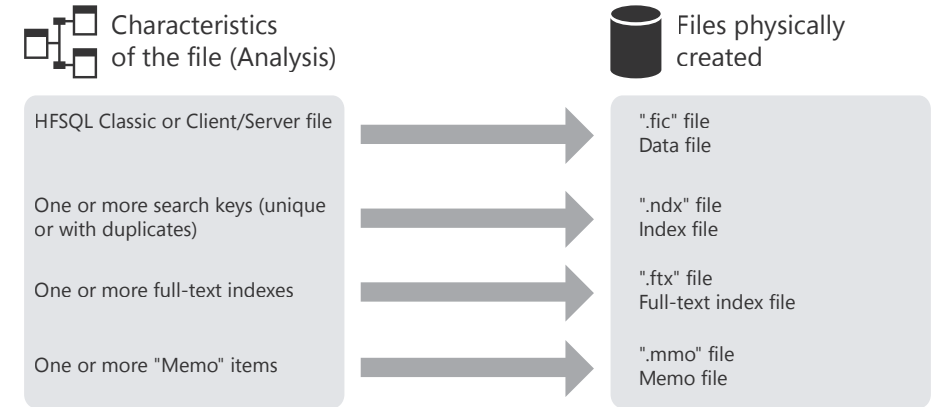 Characteristics
of the file (Analysis)
Files physically
created
HFSQL Classic or Client/Server file
".fic" file
Data file
One or more search keys (unique
or with duplicates)
".ndx" file
Index file
One or more full-text indexes
".ftx" file
Full-text index file
One or more "Memo" items
".mmo" file
Memo file